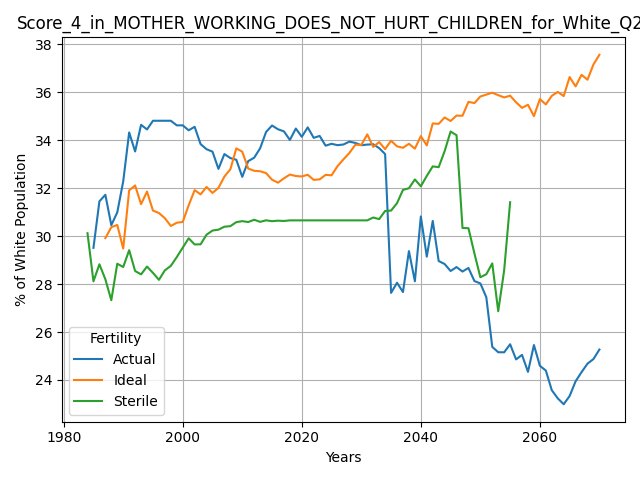 Score_4_in_MOTHER_WORKING_DOES_NOT_HURT_CHILDREN_for_White_Q2
38
36
34
32
30
28
26
24
% of White Population
Fertility
Actual
Ideal
Sterile
1980
2000
2020
2040
2060
Years